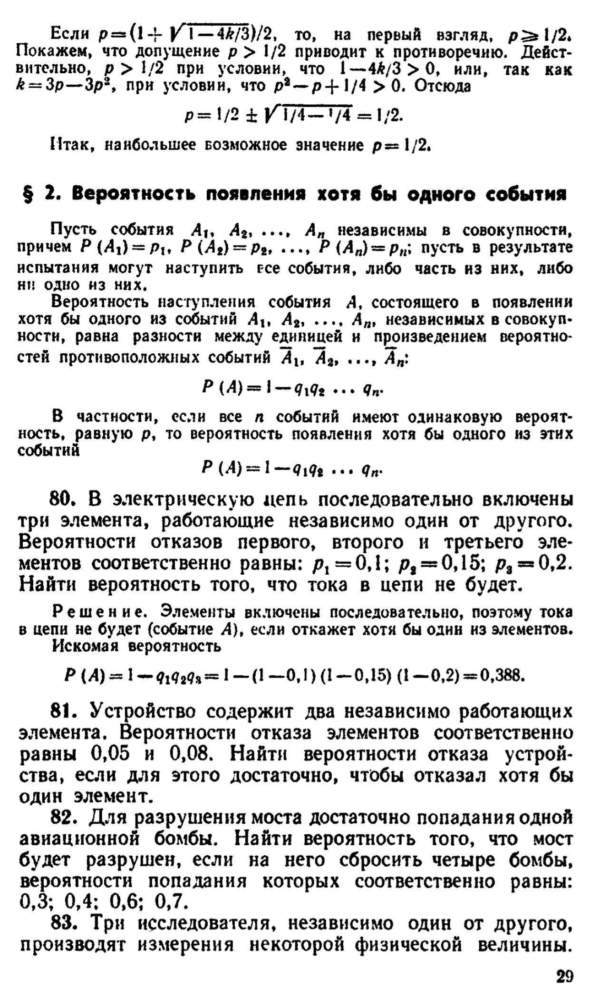 Если p=(1+√1—4k/3)/2, то, на первый взгляд, p⩾1/2.
Покажем, что допущение p > 1/2 приводит к противоречию. Дейст-
вительно, p > 1/2 при условии, что 1—4k/3 > 0, или, так как
k=3p—3p², при условии, что p²—p+1/4 > 0. Отсюда
p=1/2 ± √1/4—1/4 = 1/2.
Итак, наибольшее возможное значение p=1/2.
§ 2. Вероятность появления хотя бы одного события
Пусть события A₁, A₂, ..., Aₙ независимы в совокупности,
причем P (A₁)=p₁, P (A₂)=p₂, ..., P (Aₙ)=pₙ; пусть в результате
испытания могут наступить все события, либо часть из них, либо
ни одно из них.
Вероятность наступления события A, состоящего в появлении
хотя бы одного из событий A₁, A₂, ..., Aₙ, независимых в совокуп-
ности, равна разности между единицей и произведением вероятно-
стей противоположных событий A̅₁, A̅₂, ..., A̅ₙ:
P (A)=1—q₁q₂ ... qₙ.
В частности, если все n событий имеют одинаковую вероят-
ность, равную p, то вероятность появления хотя бы одного из этих
событий
P (A)=1—q₁q₂ ... qₙ.
80. В электрическую цепь последовательно включены
три элемента, работающие независимо один от другого.
Вероятности отказов первого, второго и третьего эле-
ментов соответственно равны: p₁=0,1; p₂=0,15; p₃=0,2.
Найти вероятность того, что тока в цепи не будет.
Решение. Элементы включены последовательно, поэтому тока
в цепи не будет (событие A), если откажет хотя бы один из элементов.
Искомая вероятность
P (A)=1—q₁q₂q₃=1—(1—0,1)(1—0,15)(1—0,2)=0,388.
81. Устройство содержит два независимо работающих
элемента. Вероятности отказа элементов соответственно
равны 0,05 и 0,08. Найти вероятности отказа устрой-
ства, если для этого достаточно, чтобы отказал хотя бы
один элемент.
82. Для разрушения моста достаточно попадания одной
авиационной бомбы. Найти вероятность того, что мост
будет разрушен, если на него сбросить четыре бомбы,
вероятности попадания которых соответственно равны:
0,3; 0,4; 0,6; 0,7.
83. Три исследователя, независимо один от другого,
производят измерения некоторой физической величины.
29